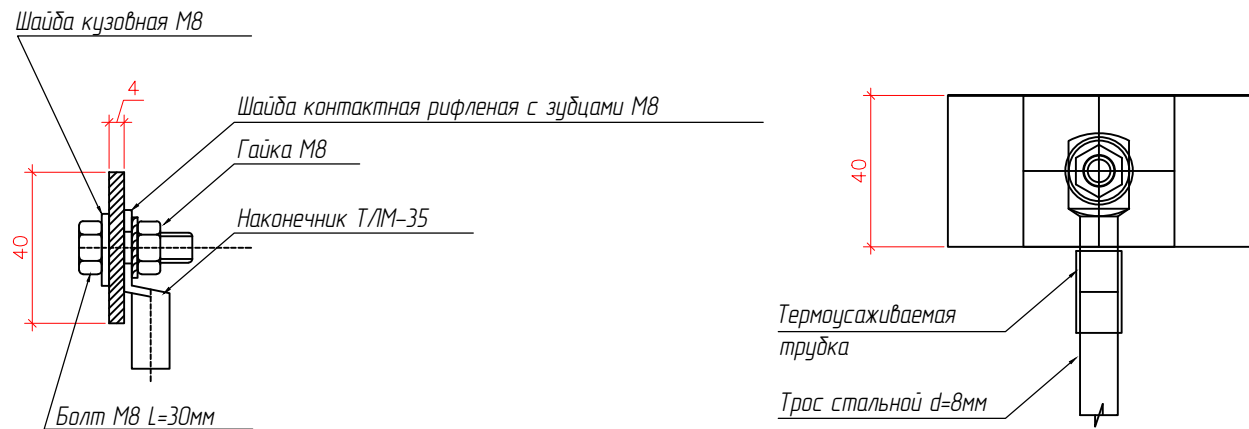 Шайба кузовная М8
4
Шайба контактная рифленая с зубцами М8
Гайка М8
Наконечник ТЛМ-35
40
Болт М8 L=30мм
40
Термоусаживаемая
трубка
Трос стальной d=8мм